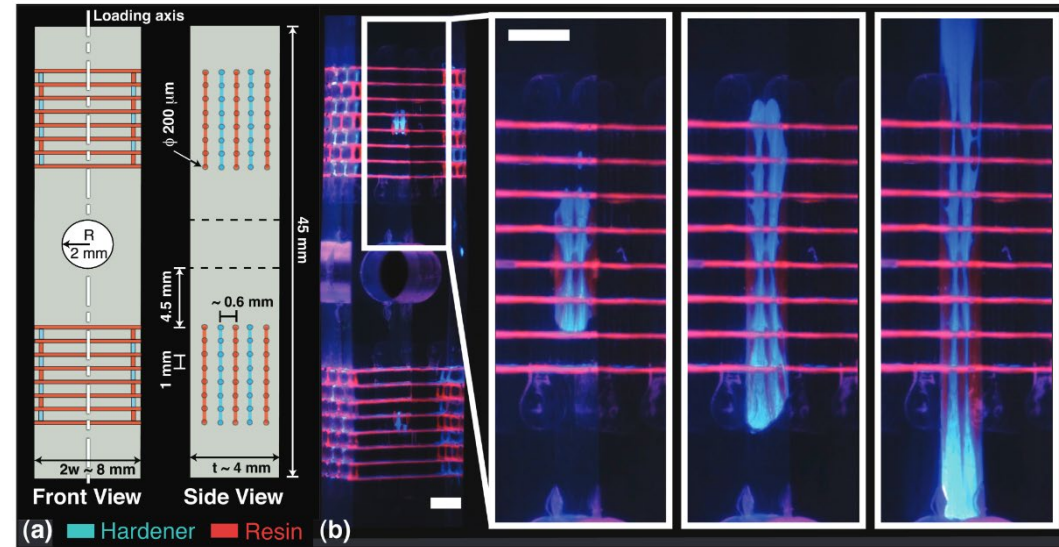 Loading axis
ϕ 200 μm
R
2 mm
4.5 mm
~ 0.6 mm
1 mm
45 mm
2w ~ 8 mm
t ~ 4 mm
Front View
Side View
(a)
Hardener
Resin
(b)